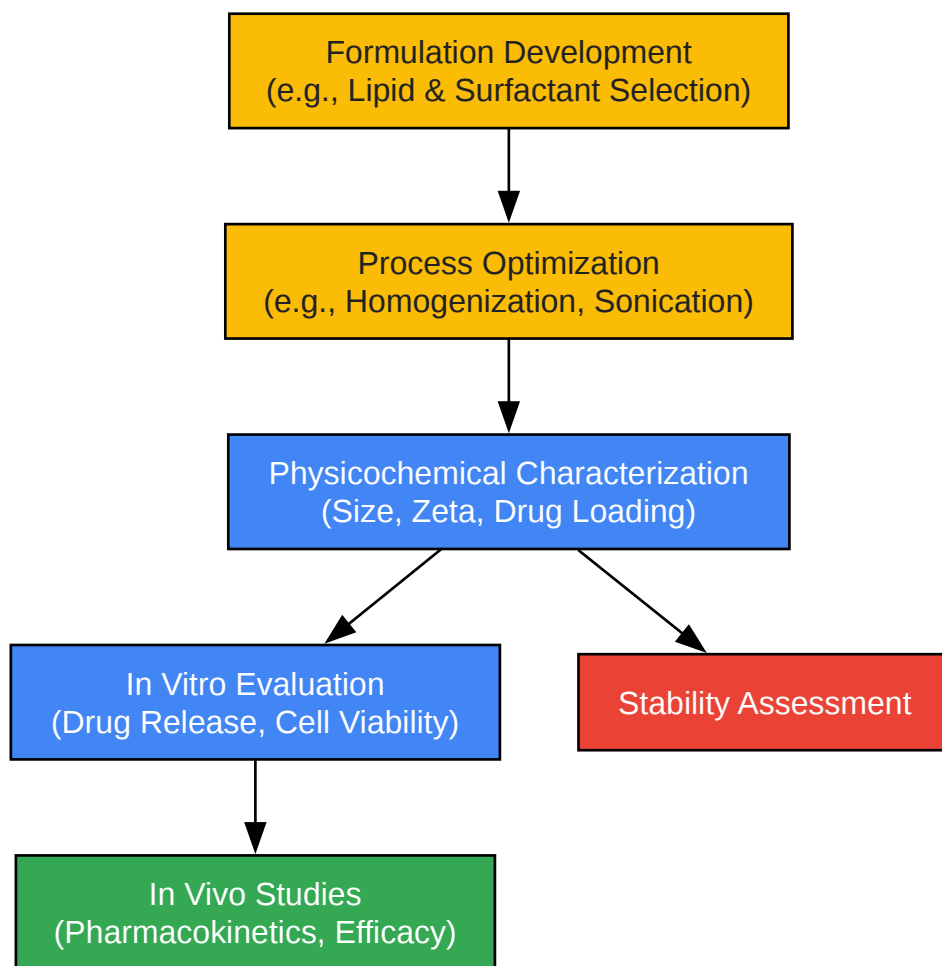 Formulation Development
(e.g., Lipid & Surfactant Selection)
Process Optimization
(e.g., Homogenization, Sonication)
Physicochemical Characterization
(Size, Zeta, Drug Loading)
In Vitro Evaluation
(Drug Release, Cell Viability)
Stability Assessment
In Vivo Studies
(Pharmacokinetics, Efficacy)